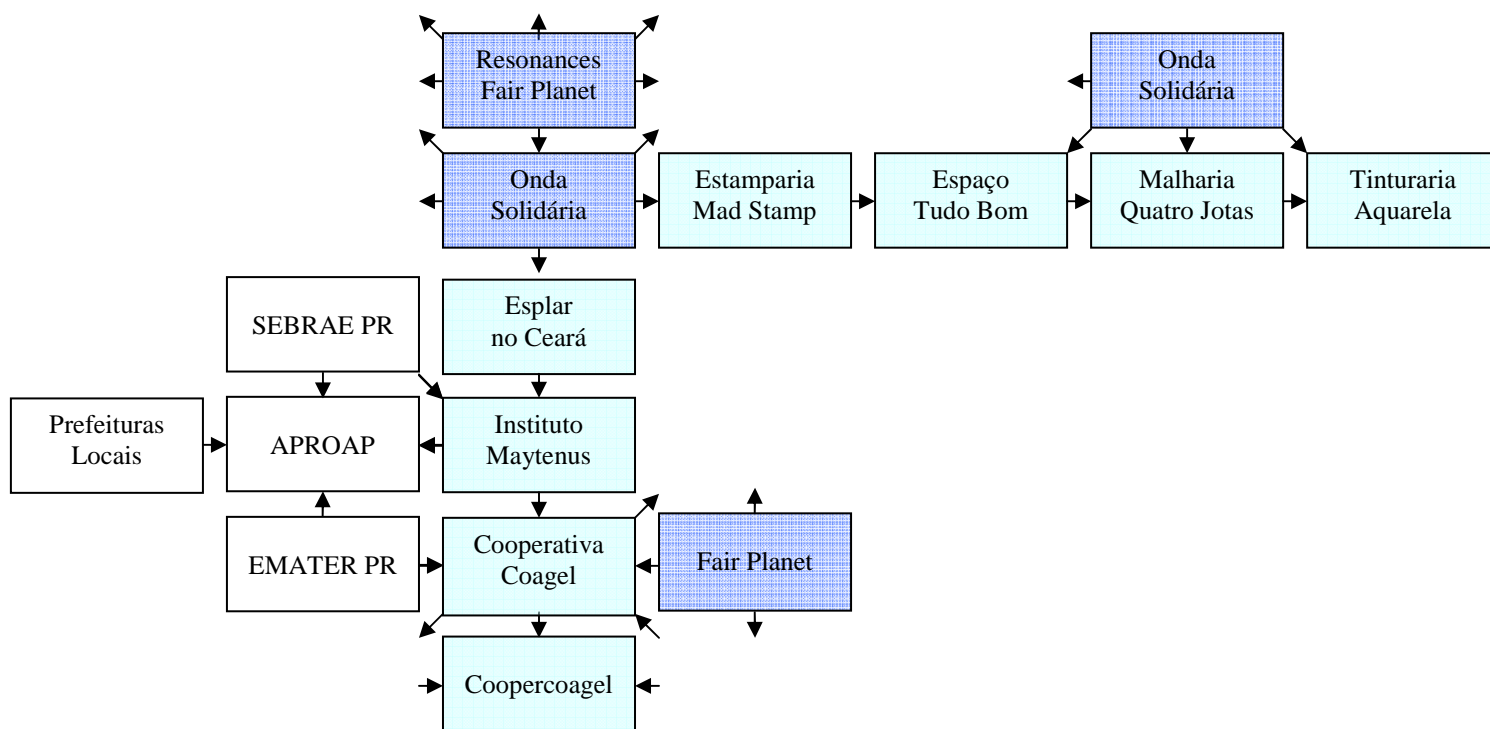 Resonances
Fair Planet
Onda
Solidária
Onda
Solidária
Estamparia
Mad Stamp
Espaço
Tudo Bom
Malharia
Quatro Jotas
Tinturaria
Aquarela
SEBRAE PR
Esplar
no Ceará
Prefeituras
Locais
APROAP
Instituto
Maytenus
EMATER PR
Cooperativa
Coagel
Fair Planet
Coopercoagel